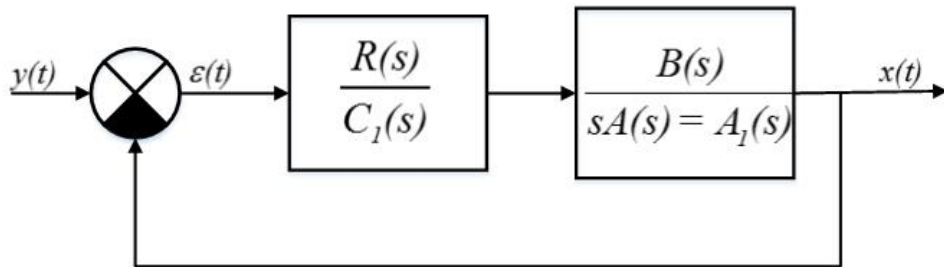 y(t)
ε(t)
R(s)
C₁(s)
B(s)
sA(s) = A₁(s)
x(t)